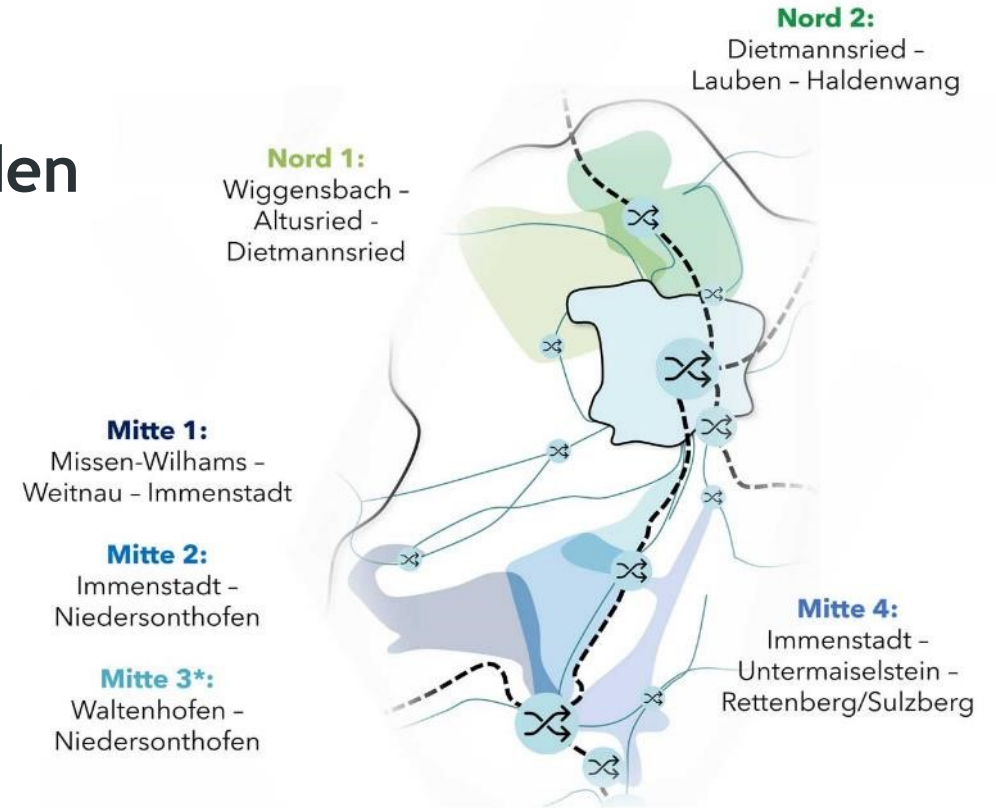 Nord 2:
Dietmannsried –
Lauben – Haldenwang
Nord 1:
Wiggensbach –
Altusried -
Dietmannsried
Mitte 1:
Missen-Wilhams –
Weitnau – Immenstadt
Mitte 2:
Immenstadt –
Niedersonthofen
Mitte 3*:
Waltenhofen –
Niedersonthofen
Mitte 4:
Immenstadt –
Untermaiselstein –
Rettenberg/Sulzberg